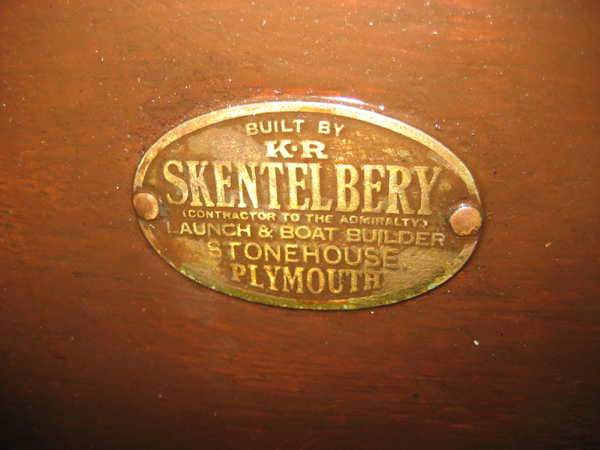 BUILT BY
K·R
SKENTELBERY
(CONTRACTOR TO THE ADMIRALTY)
LAUNCH & BOAT BUILDER
STONEHOUSE
PLYMOUTH